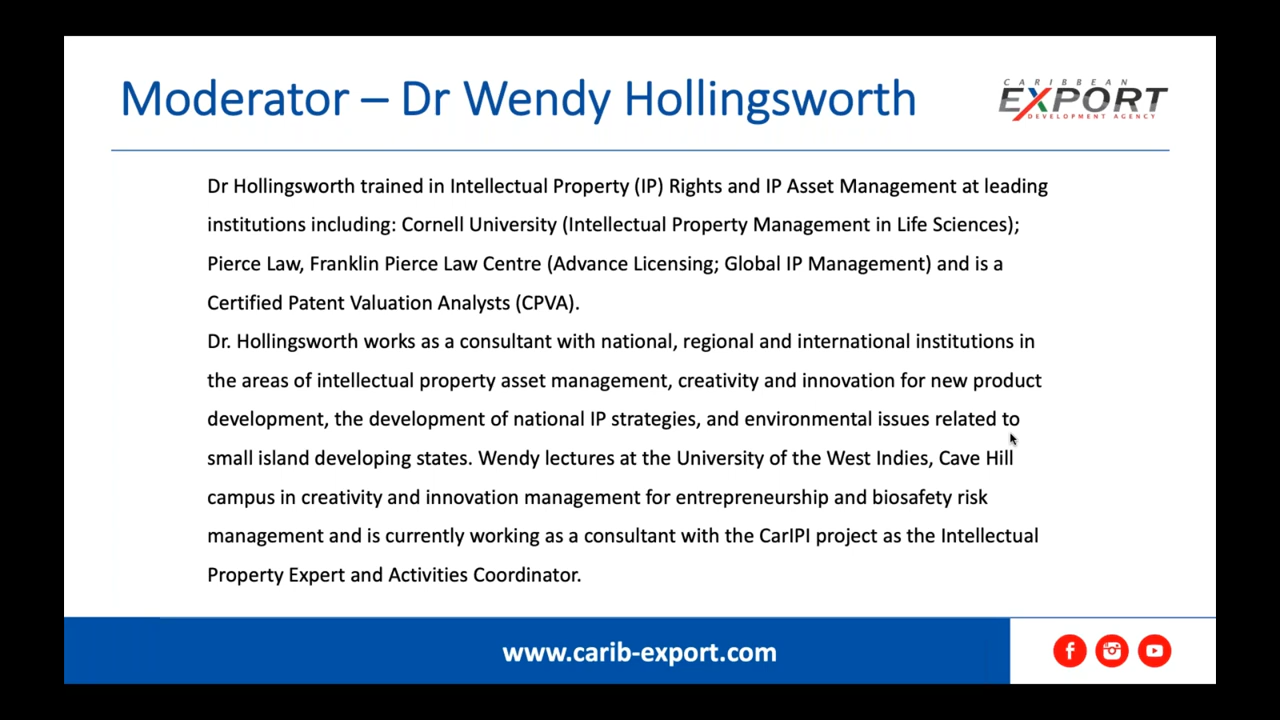 Moderator – Dr Wendy Hollingsworth
CARIBBEAN
EXPORT
DEVELOPMENT AGENCY
Dr Hollingsworth trained in Intellectual Property (IP) Rights and IP Asset Management at leading
institutions including: Cornell University (Intellectual Property Management in Life Sciences);
Pierce Law, Franklin Pierce Law Centre (Advance Licensing; Global IP Management) and is a
Certified Patent Valuation Analysts (CPVA).
Dr. Hollingsworth works as a consultant with national, regional and international institutions in
the areas of intellectual property asset management, creativity and innovation for new product
development, the development of national IP strategies, and environmental issues related to
small island developing states. Wendy lectures at the University of the West Indies, Cave Hill
campus in creativity and innovation management for entrepreneurship and biosafety risk
management and is currently working as a consultant with the CarIPI project as the Intellectual
Property Expert and Activities Coordinator.
www.carib-export.com